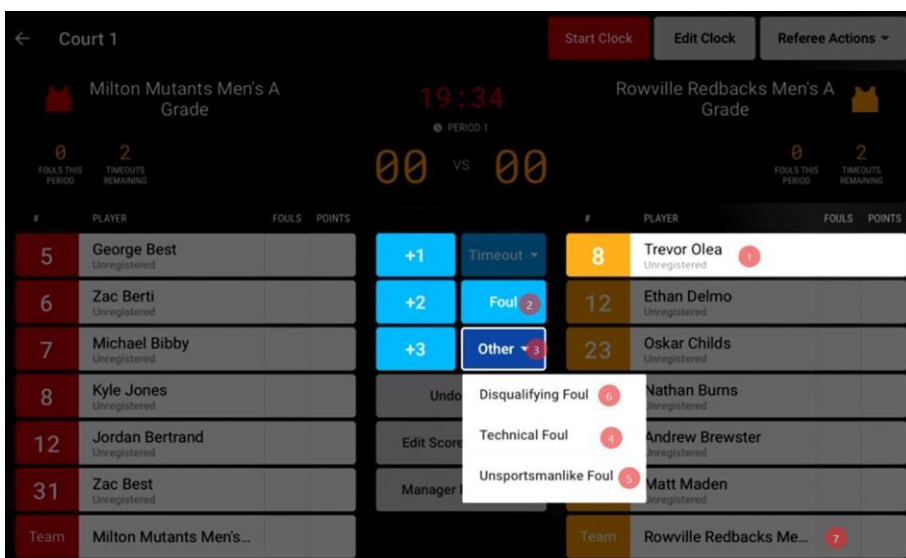 Court 1
Start Clock
Edit Clock
Referee Actions
Milton Mutants Men's A
Grade
19:34
PERIOD 1
Rowville Redbacks Men's A
Grade
0
FOULS THIS
PERIOD
2
TIMEOUTS
REMAINING
00 VS 00
0
FOULS THIS
PERIOD
2
TIMEOUTS
REMAINING
# PLAYER FOULS POINTS
# PLAYER FOULS POINTS
5 George Best
Unregistered
+1 Timeout
8 Trevor Olea 1
Unregistered
6 Zac Berti
Unregistered
+2 Foul 2
12 Ethan Delmo
Unregistered
7 Michael Bibby
Unregistered
+3 Other 3
23 Oskar Childs
Unregistered
8 Kyle Jones
Unregistered
Undo
Disqualifying Foul 6
Nathan Burns
Unregistered
12 Jordan Bertrand
Unregistered
Edit Score
Technical Foul 4
Andrew Brewster
Unregistered
31 Zac Best
Unregistered
Manager
Unsportsmanlike Foul 5
Matt Maden
Unregistered
Team Milton Mutants Men's...
Team Rowville Redbacks Me... 7